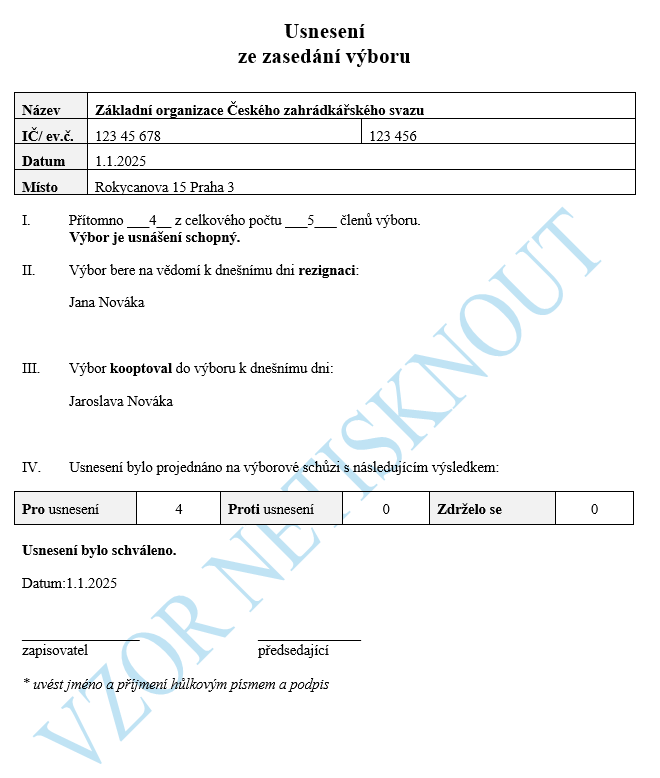 Usnesení
ze zasedání výboru
Název Základní organizace Českého zahrádkářského svazu
IČ/ ev.č. 123 45 678 123 456
Datum 1.1.2025
Místo Rokycanova 15 Praha 3
I. Přítomno ___4__ z celkového počtu ___5___ členů výboru.
Výbor je usnášení schopný.
II. Výbor bere na vědomí k dnešnímu dni rezignaci:
Jana Nováka
III. Výbor kooptoval do výboru k dnešnímu dni:
Jaroslava Nováka
IV. Usnesení bylo projednáno na výborové schůzi s následujícím výsledkem:
Pro usnesení 4 Proti usnesení 0 Zdrželo se 0
Usnesení bylo schváleno.
Datum:1.1.2025
zapisovatel předsedající
* uvést jméno a příjmení hůlkovým písmem a podpis
VZOR NETISKNOUT